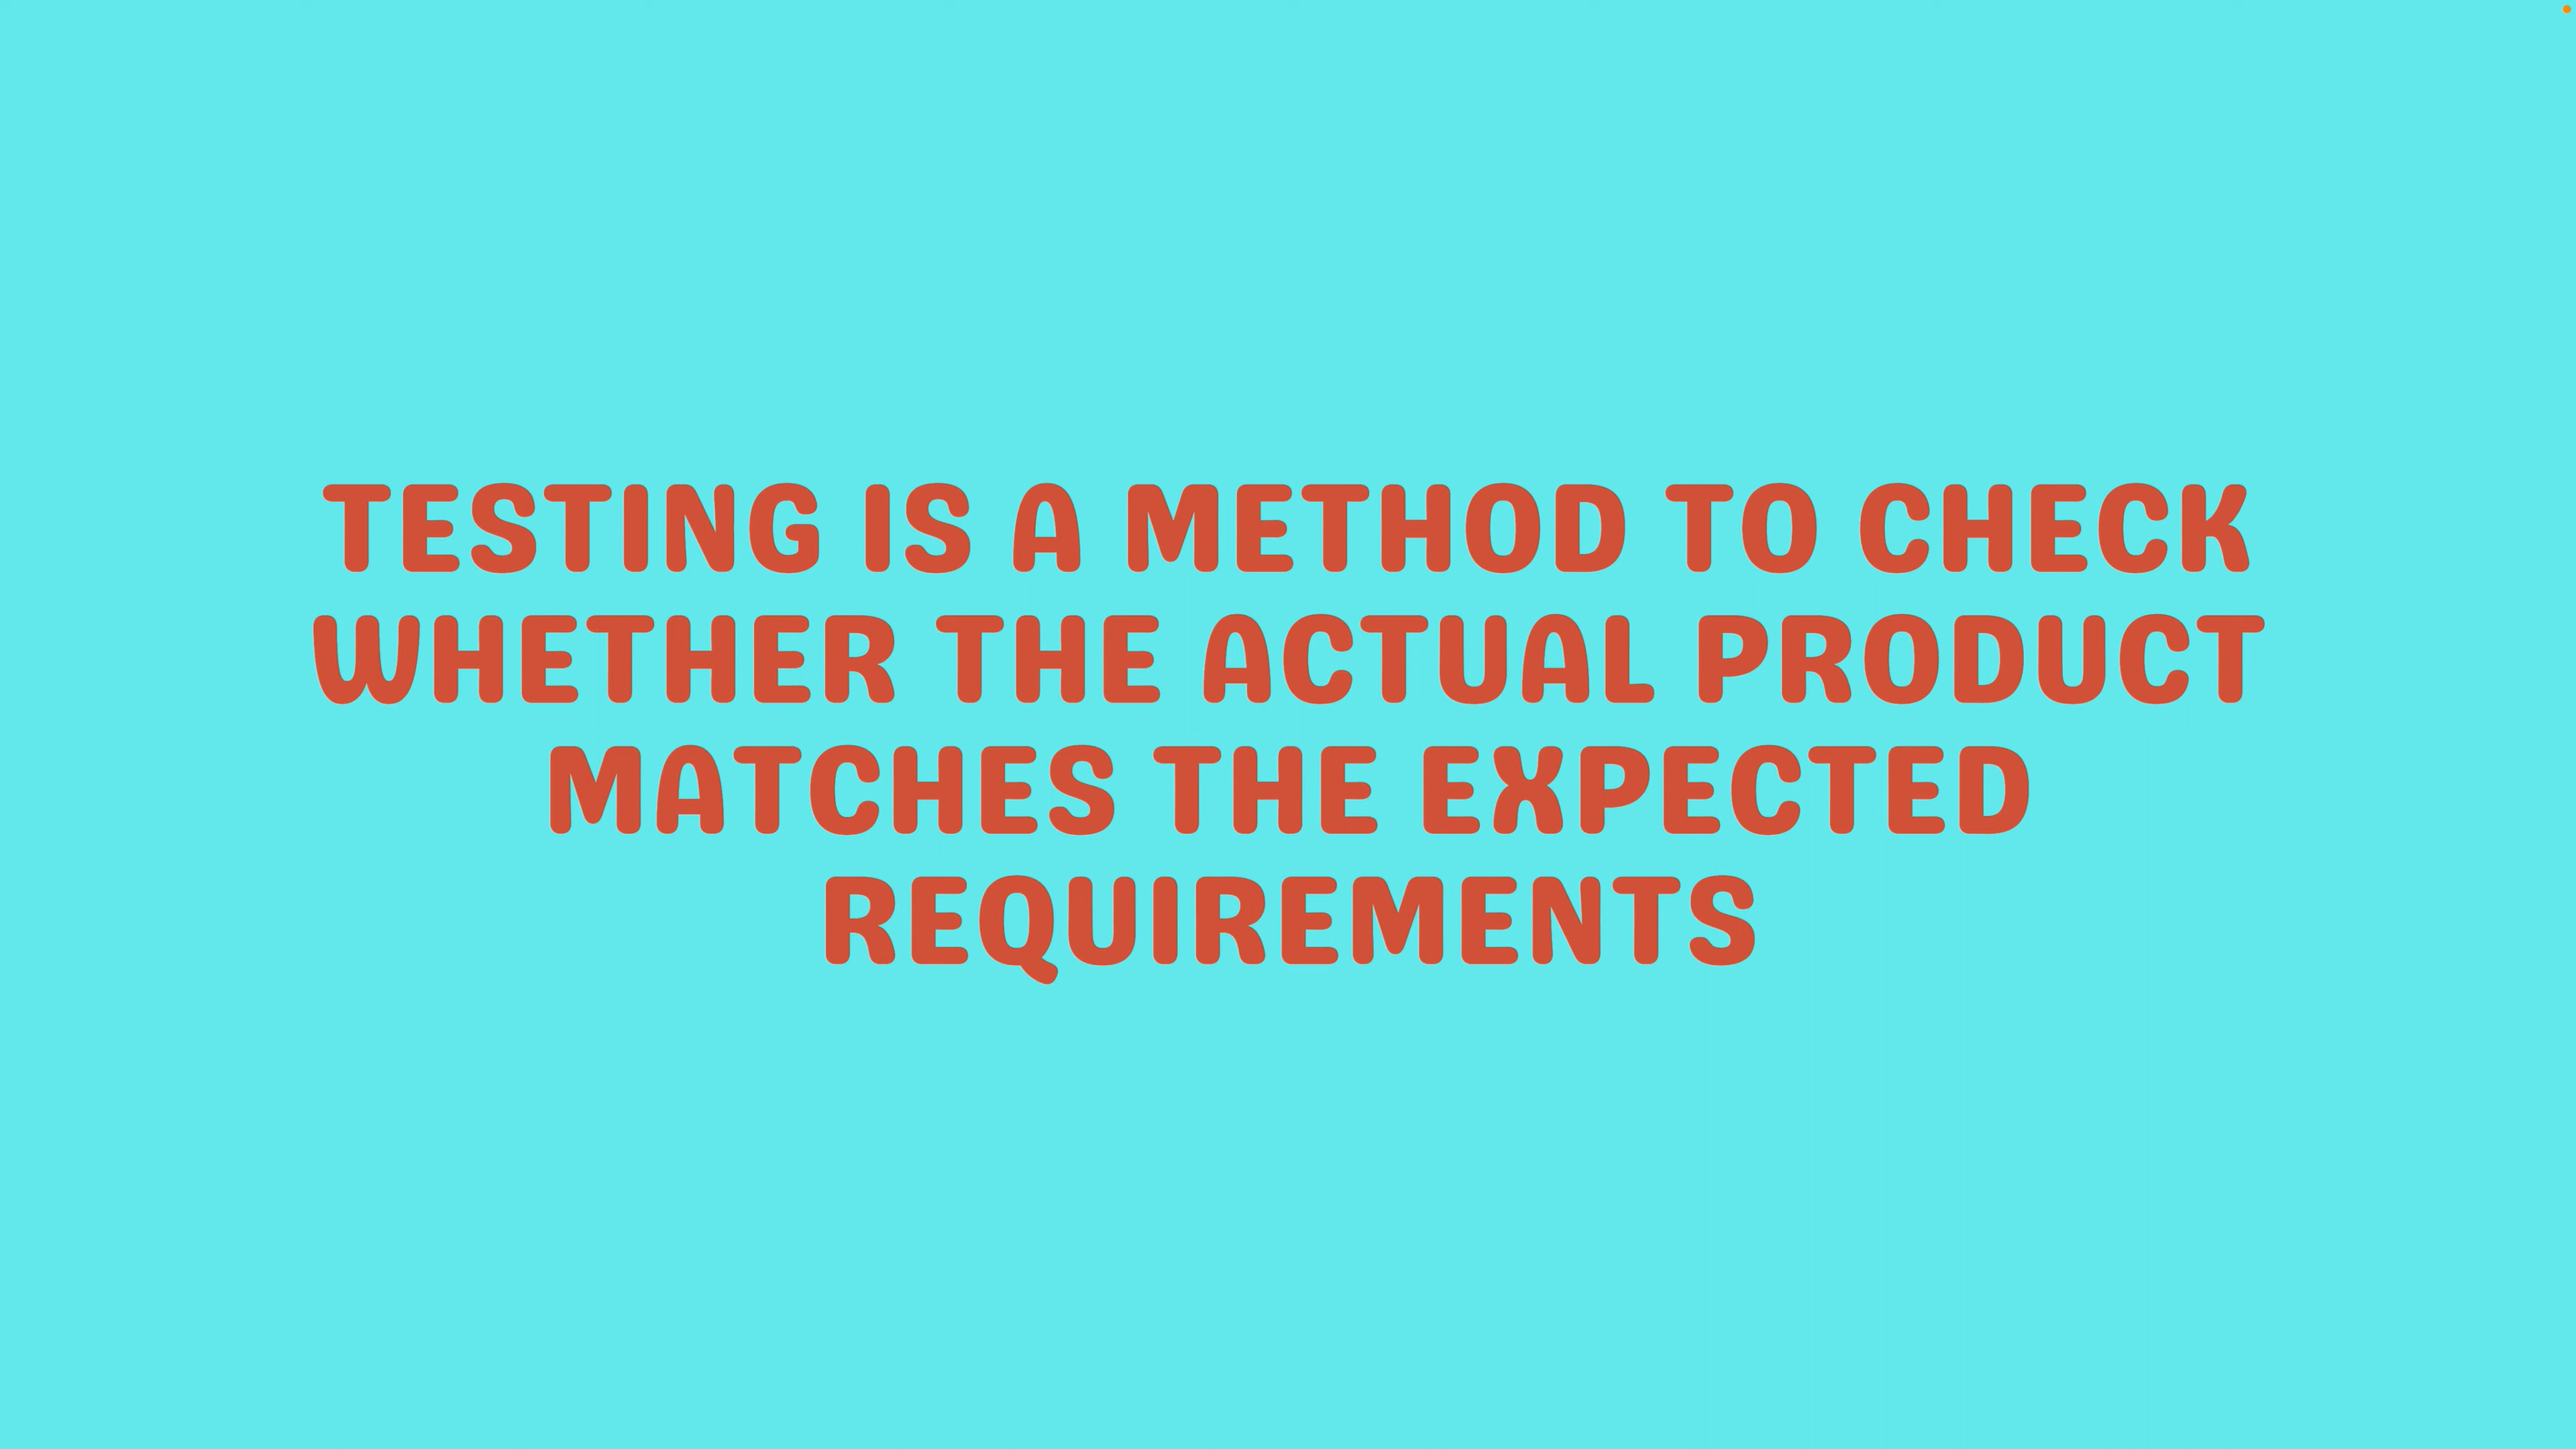 TESTING IS A METHOD TO CHECK
WHETHER THE ACTUAL PRODUCT
MATCHES THE EXPECTED
REQUIREMENTS